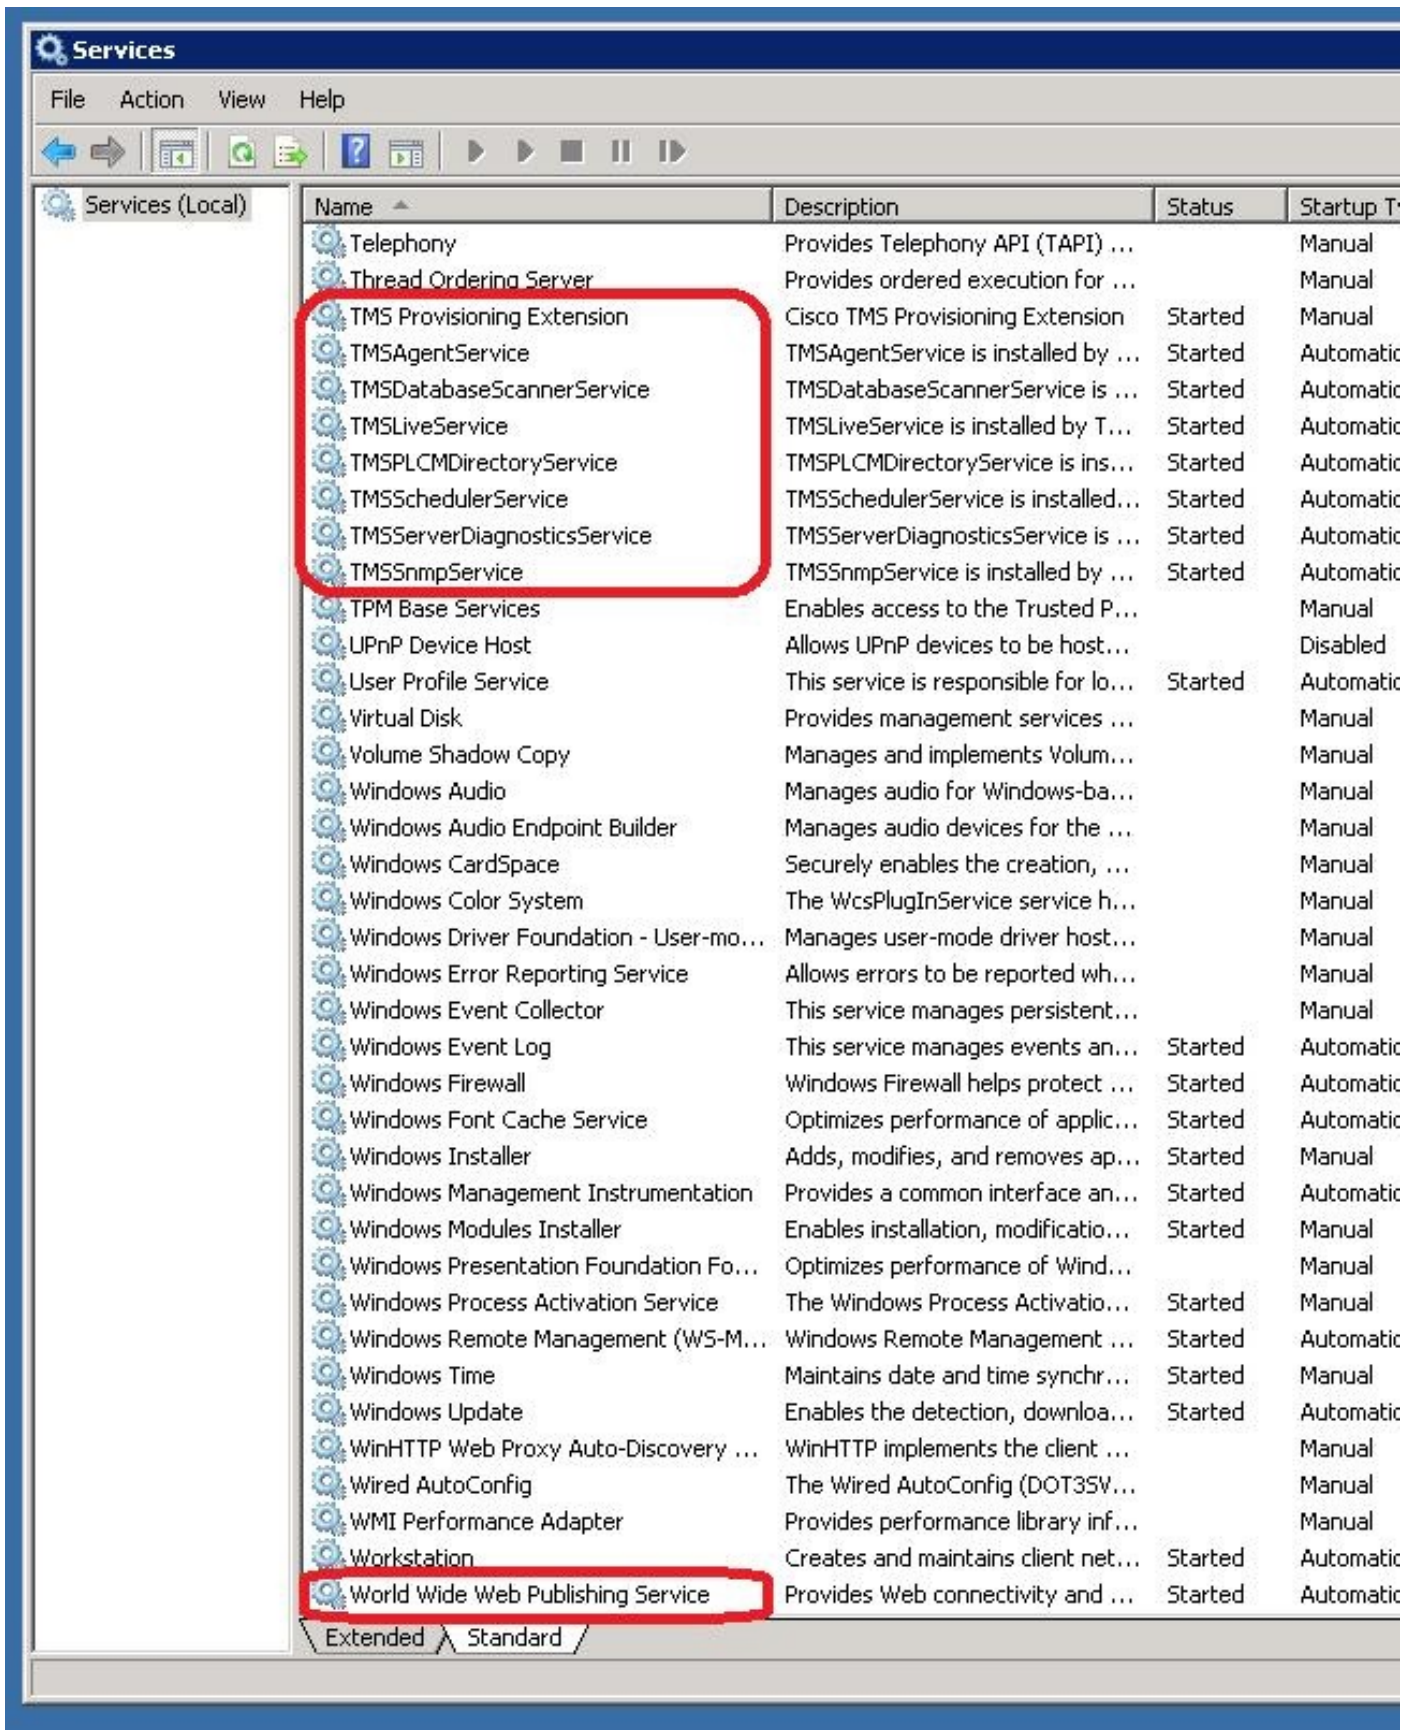 Services
File Action View Help
Services (Local)
Name Description Status Startup T
Telephony Provides Telephony API (TAPI) ... Manual
Thread Ordering Server Provides ordered execution for ... Manual
TMS Provisioning Extension Cisco TMS Provisioning Extension Started Manual
TMSAgentService TMSAgentService is installed by ... Started Automatic
TMSDatabaseScannerService TMSDatabaseScannerService is ... Started Automatic
TMSLiveService TMSLiveService is installed by T... Started Automatic
TMSPLCMDirectoryService TMSPLCMDirectoryService is ins... Started Automatic
TMSSchedulerService TMSSchedulerService is installed... Started Automatic
TMSServerDiagnosticsService TMSServerDiagnosticsService is ... Started Automatic
TMSSnmpService TMSSnmpService is installed by ... Started Automatic
TPM Base Services Enables access to the Trusted P... Manual
UPnP Device Host Allows UPnP devices to be host... Disabled
User Profile Service This service is responsible for lo... Started Automatic
Virtual Disk Provides management services ... Manual
Volume Shadow Copy Manages and implements Volum... Manual
Windows Audio Manages audio for Windows-ba... Manual
Windows Audio Endpoint Builder Manages audio devices for the ... Manual
Windows CardSpace Securely enables the creation, ... Manual
Windows Color System The WcsPlugInService service h... Manual
Windows Driver Foundation - User-mo... Manages user-mode driver host... Manual
Windows Error Reporting Service Allows errors to be reported wh... Manual
Windows Event Collector This service manages persistent... Manual
Windows Event Log This service manages events an... Started Automatic
Windows Firewall Windows Firewall helps protect ... Started Automatic
Windows Font Cache Service Optimizes performance of applic... Started Automatic
Windows Installer Adds, modifies, and removes ap... Started Manual
Windows Management Instrumentation Provides a common interface an... Started Automatic
Windows Modules Installer Enables installation, modificatio... Started Manual
Windows Presentation Foundation Fo... Optimizes performance of Wind... Manual
Windows Process Activation Service The Windows Process Activatio... Started Manual
Windows Remote Management (WS-M... Windows Remote Management ... Started Automatic
Windows Time Maintains date and time synchr... Started Manual
Windows Update Enables the detection, downloa... Started Automatic
WinHTTP Web Proxy Auto-Discovery ... WinHTTP implements the client ... Manual
Wired AutoConfig The Wired AutoConfig (DOT3SV... Manual
WMI Performance Adapter Provides performance library inf... Manual
Workstation Creates and maintains client net... Started Automatic
World Wide Web Publishing Service Provides Web connectivity and ... Started Automatic
Extended Standard